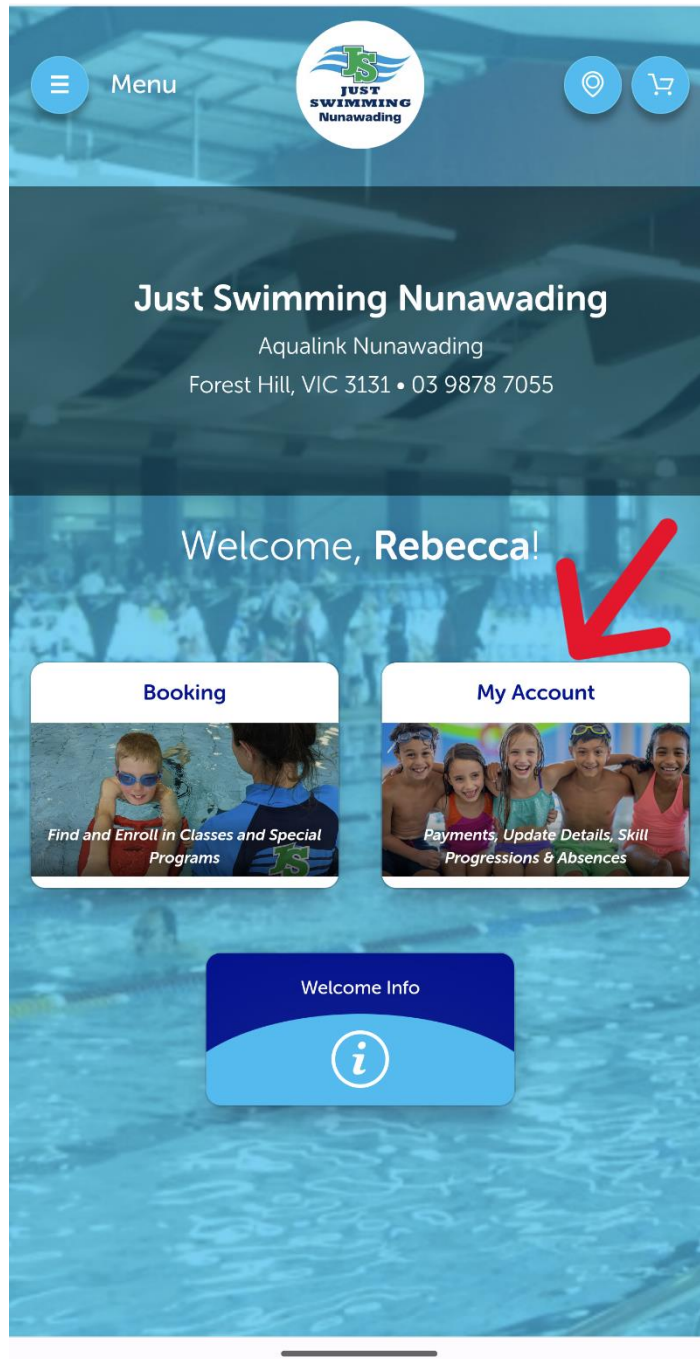 Menu
JS
JUST
SWIMMING
Nunawading
Just Swimming Nunawading
Aqualink Nunawading
Forest Hill, VIC 3131 • 03 9878 7055
Welcome, Rebecca!
Booking
Find and Enroll in Classes and Special
Programs
JS
My Account
Payments, Update Details, Skill
Progressions & Absences
Welcome Info
i